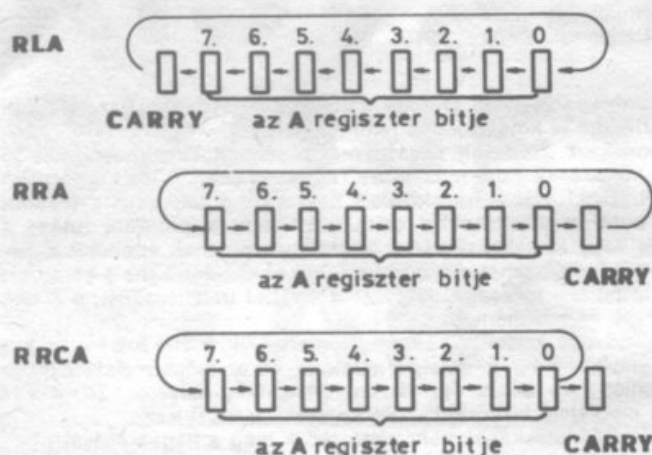 RLA
7. 6. 5. 4. 3. 2. 1. 0
CARRY az A regiszter bitje
RRA
7. 6. 5. 4. 3. 2. 1. 0
az A regiszter bitje CARRY
RRCA
7. 6. 5. 4. 3. 2. 1. 0
az A regiszter bitje CARRY